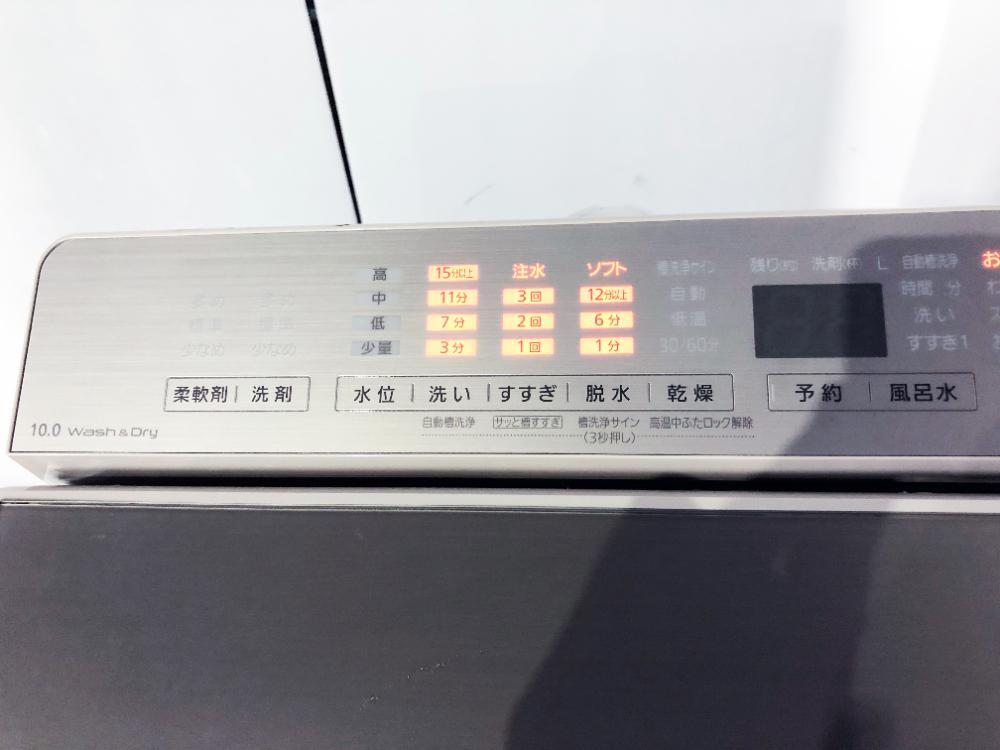 高 15分以上 注水 ソフト 槽洗浄サイン 残り(約) 洗剤(杯) L 自動槽洗浄 お
中 11分 3回 12分以上 自動 時間 分 わ
標準 標準 低 7分 2回 6分 低温 洗い
少なめ 少なめ 少量 3分 1回 1分 30/60分 すすぎ1
柔軟剤 洗剤 水位 洗い すすぎ 脱水 乾燥 予約 風呂水
自動槽洗浄 サッと槽すすぎ 槽洗浄サイン 高温中ふたロック解除
(3秒押し)
10.0 Wash & Dry